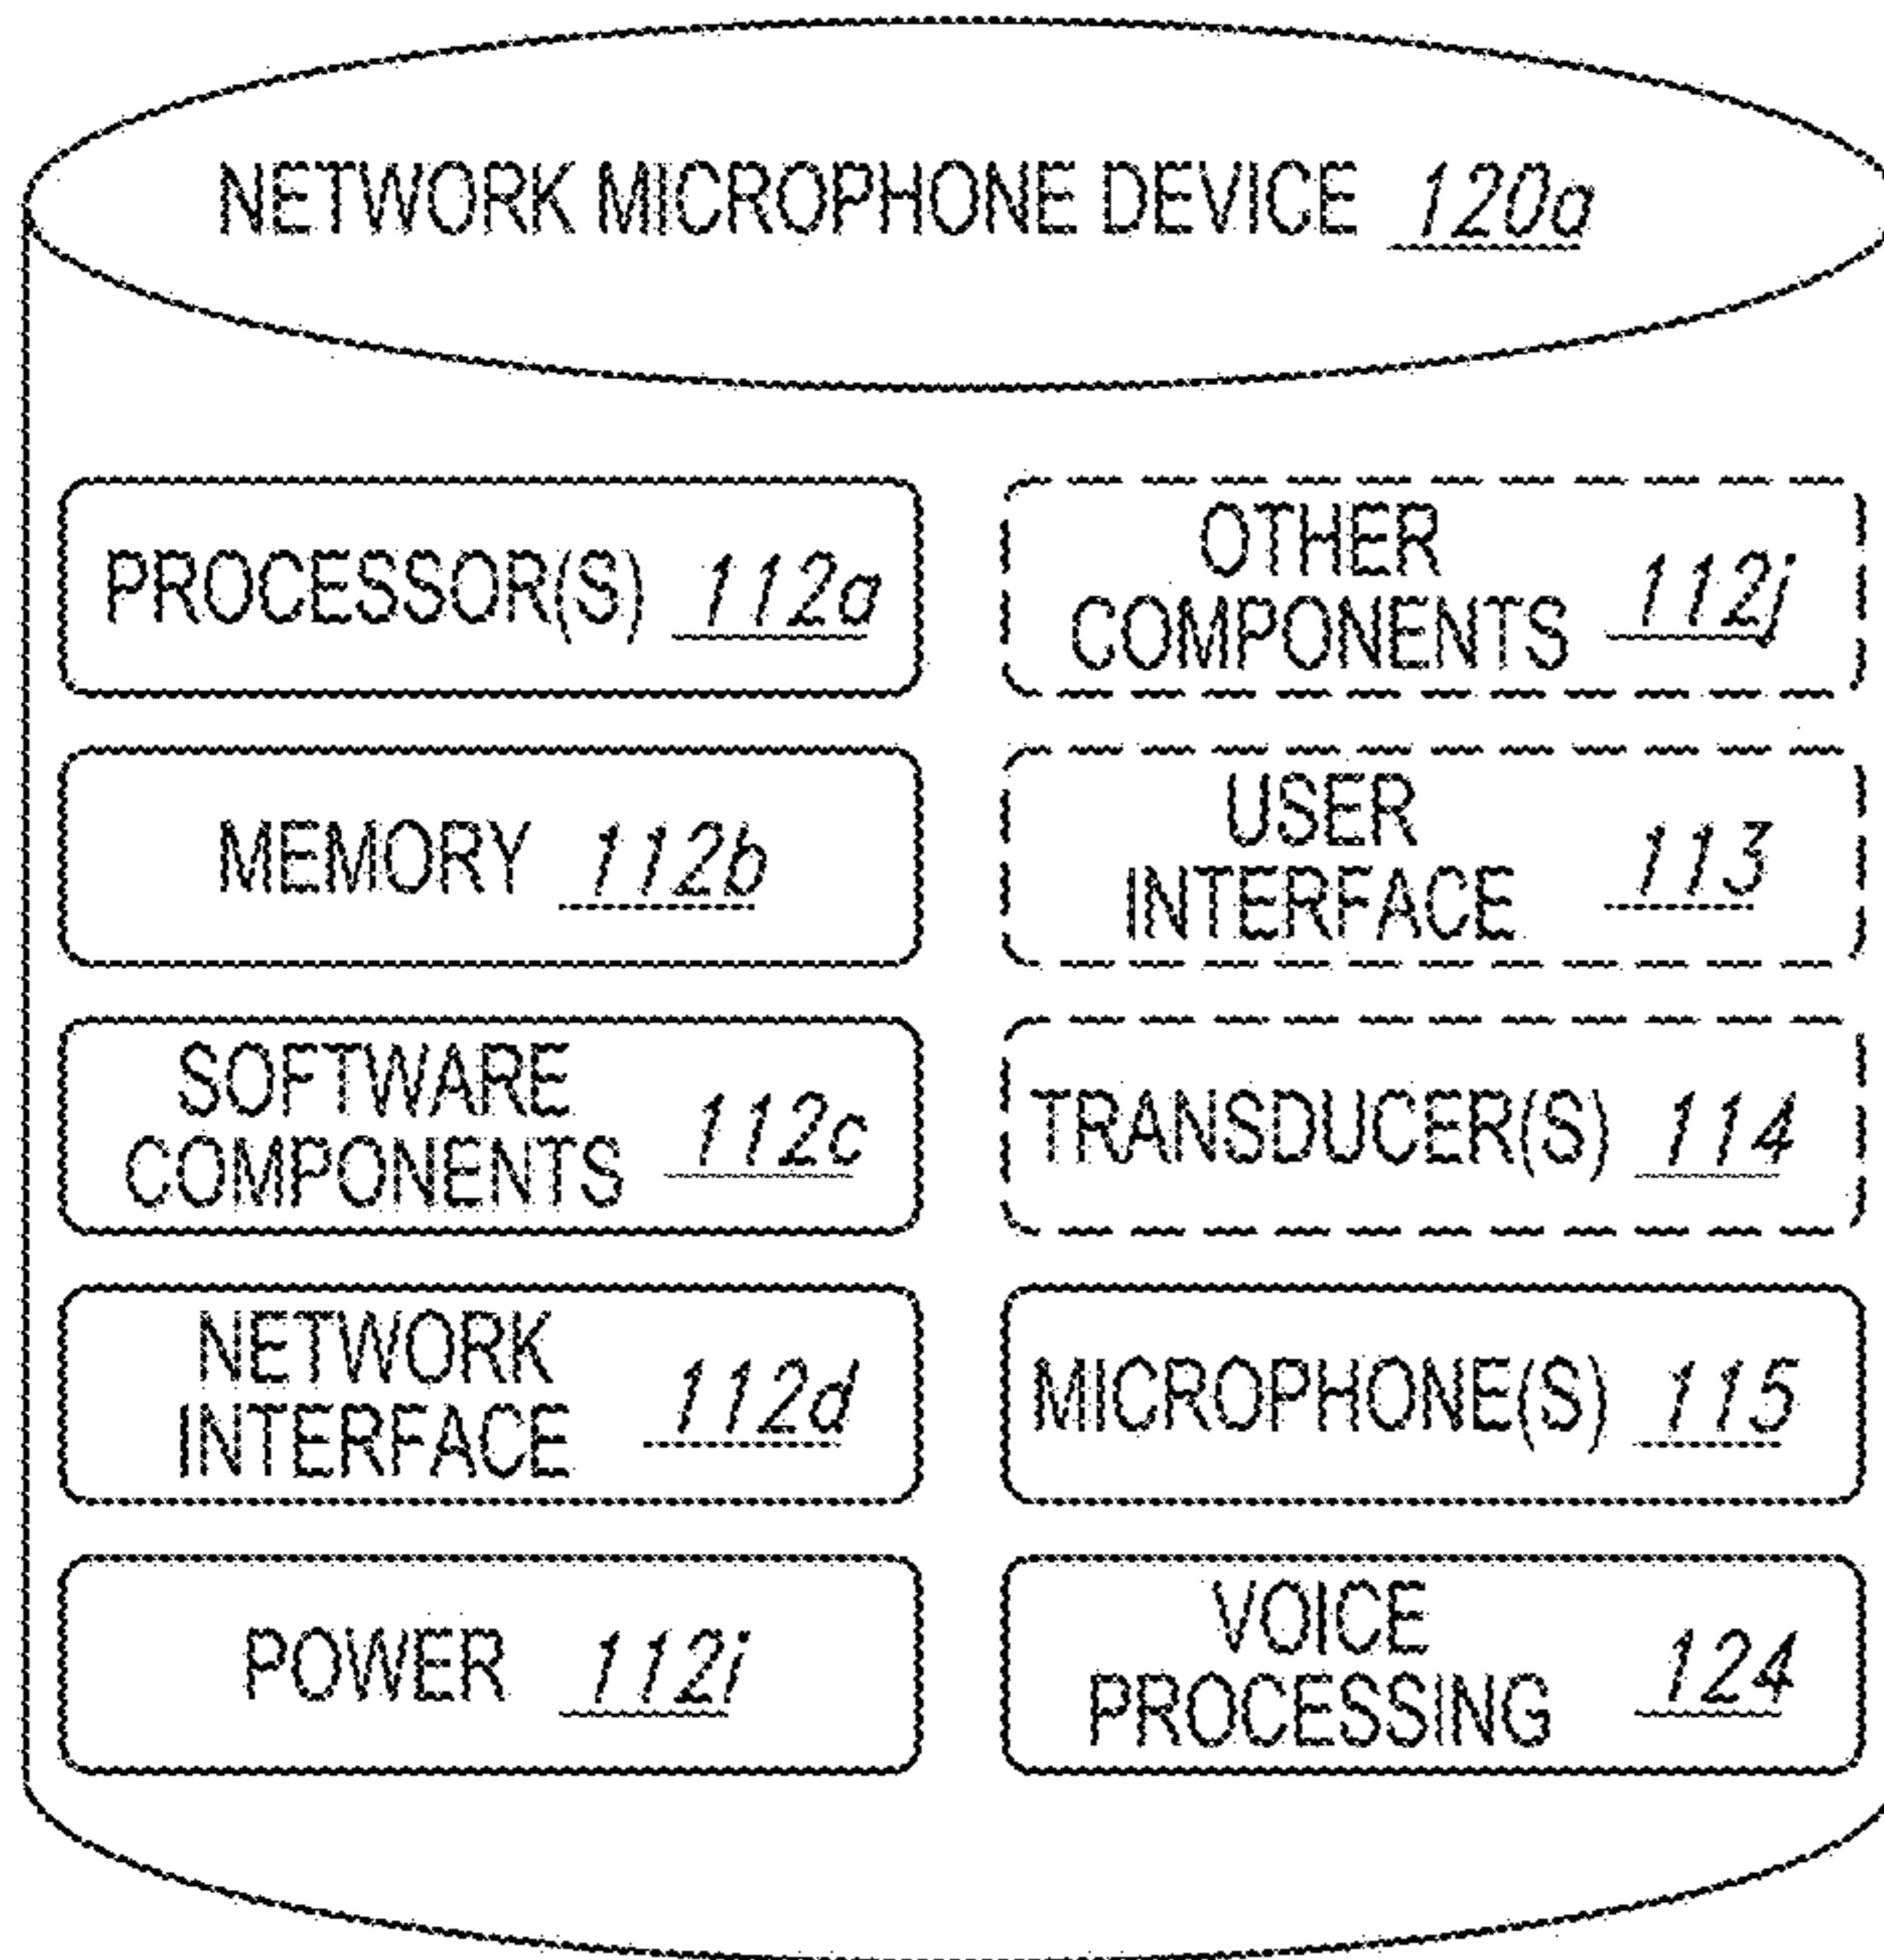 NETWORK MICROPHONE DEVICE 120a
PROCESSOR(S) 112a
OTHER
COMPONENTS 112j
MEMORY 112b
USER
INTERFACE 113
SOFTWARE
COMPONENTS 112c
TRANSDUCER(S) 114
NETWORK
INTERFACE 112d
MICROPHONE(S) 115
POWER 112i
VOICE
PROCESSING 124